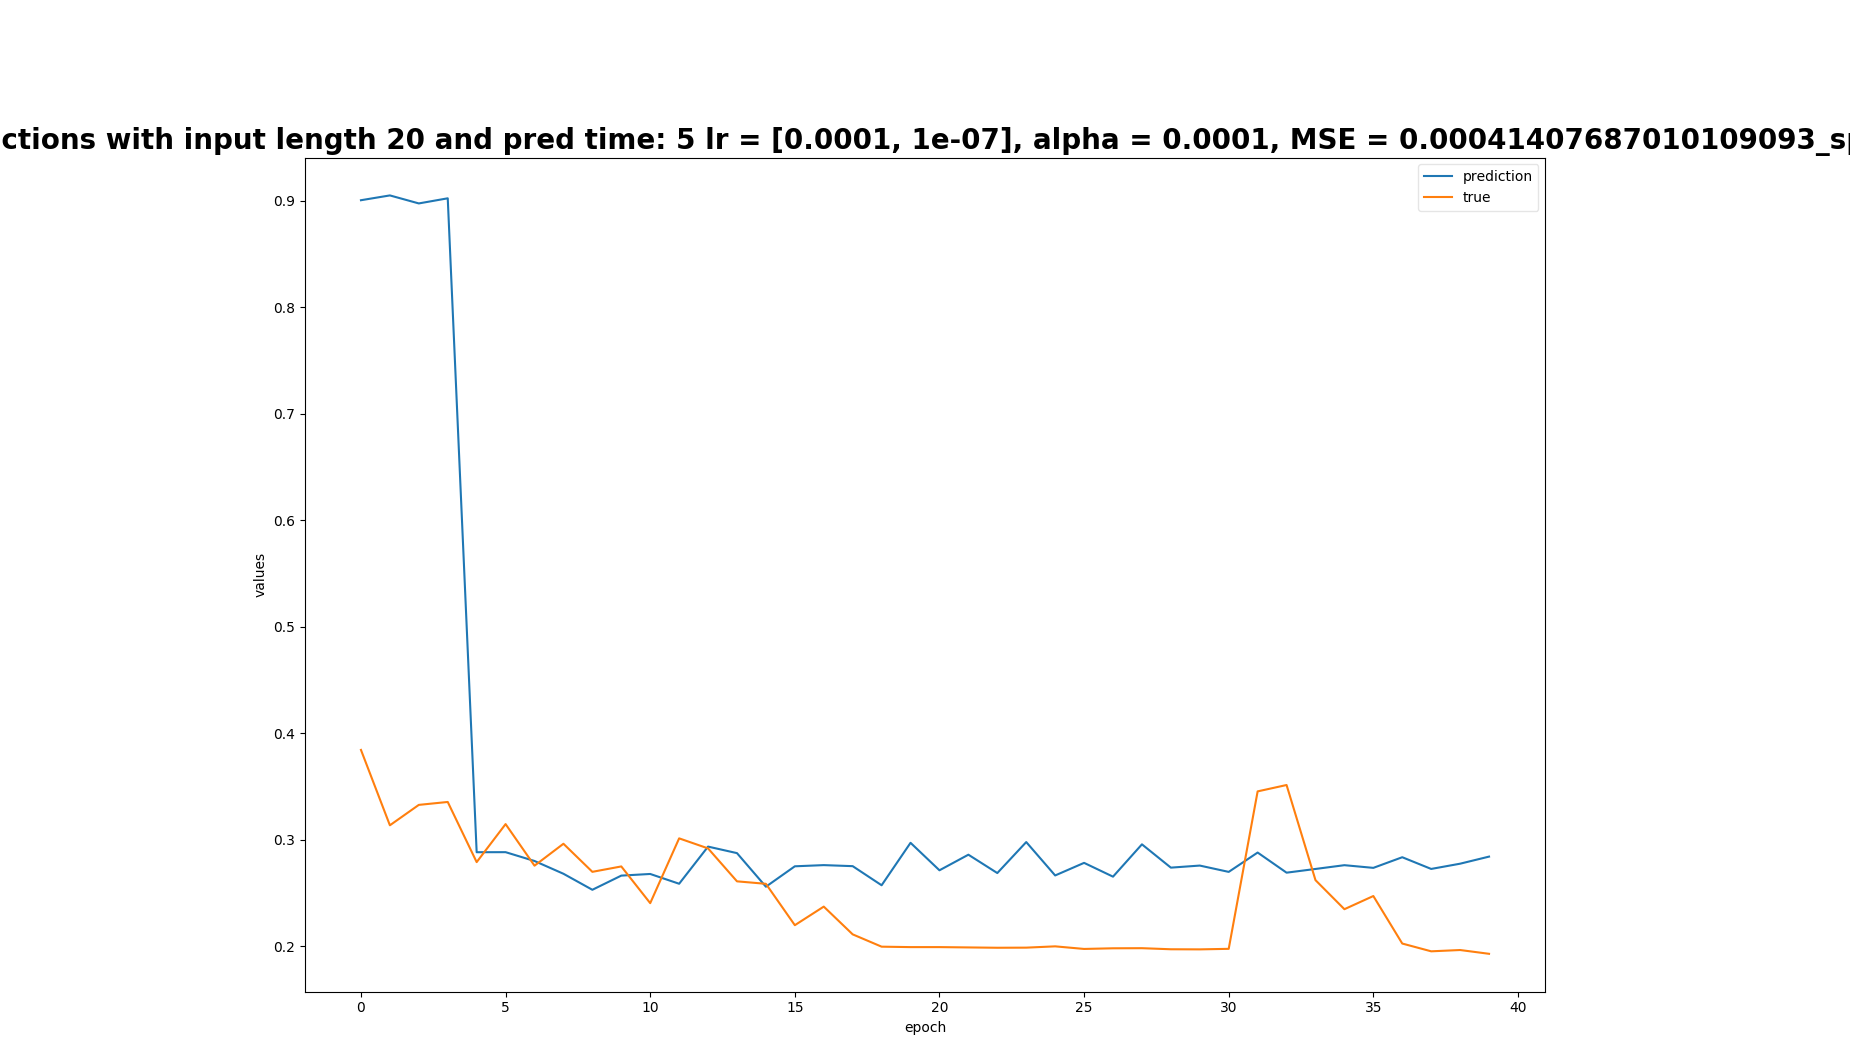 ctions with input length 20 and pred time: 5 lr = [0.0001, 1e-07], alpha = 0.0001, MSE = 0.00041407687010109093_sp
prediction
true
0.9
0.8
0.7
0.6
0.5
0.4
0.3
0.2
values
0 5 10 15 20 25 30 35 40
epoch